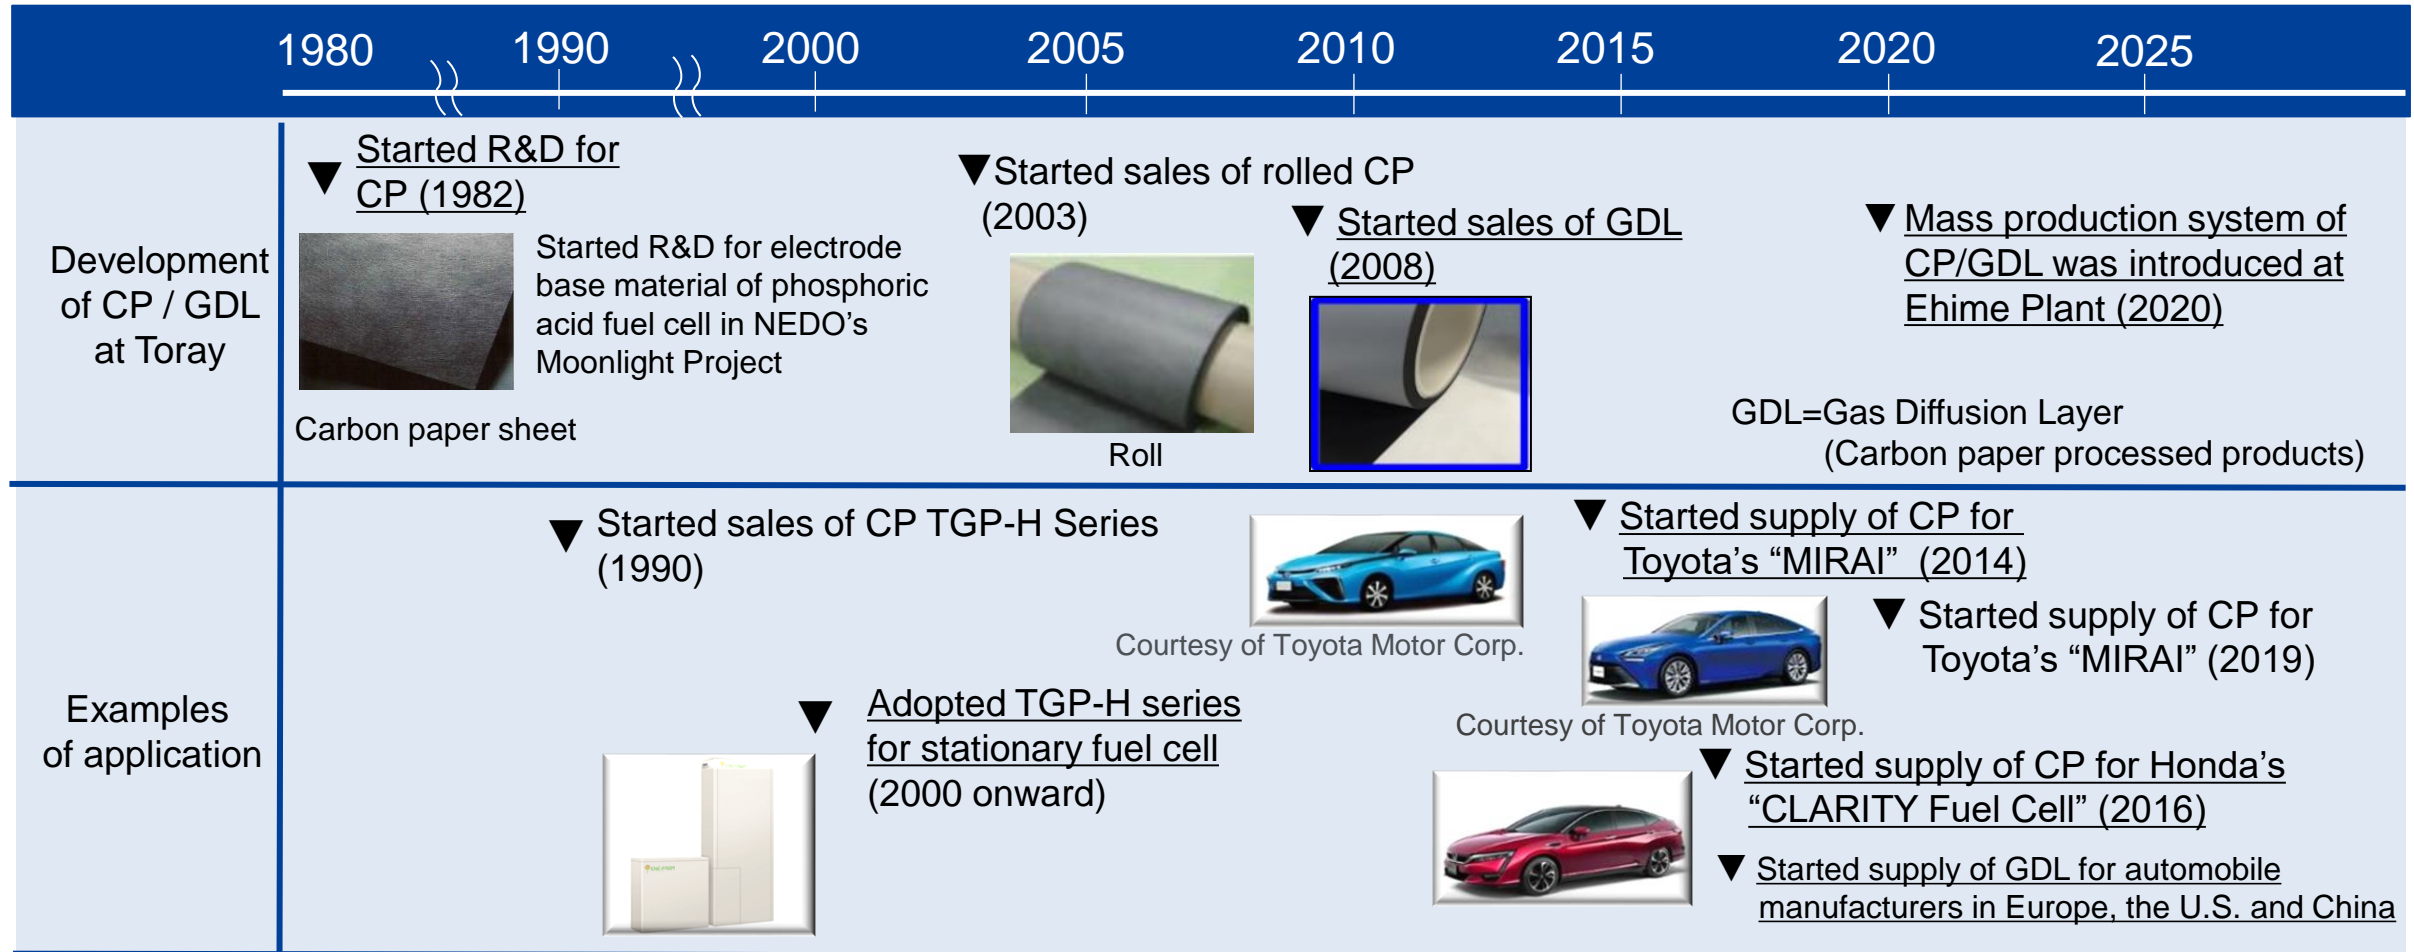 1980 1990 2000 2005 2010 2015 2020 2025
Development
of CP / GDL
at Toray
▼ Started R&D for
CP (1982)
Started R&D for electrode
base material of phosphoric
acid fuel cell in NEDO's
Moonlight Project
Carbon paper sheet
▼Started sales of rolled CP
(2003)
Roll
▼ Started sales of GDL
(2008)
▼ Mass production system of
CP/GDL was introduced at
Ehime Plant (2020)
GDL=Gas Diffusion Layer
(Carbon paper processed products)
Examples
of application
▼ Started sales of CP TGP-H Series
(1990)
▼ Adopted TGP-H series
for stationary fuel cell
(2000 onward)
Courtesy of Toyota Motor Corp.
▼ Started supply of CP for
Toyota's “MIRAI” (2014)
Courtesy of Toyota Motor Corp.
▼ Started supply of CP for
Toyota's “MIRAI” (2019)
▼ Started supply of CP for Honda's
“CLARITY Fuel Cell” (2016)
▼ Started supply of GDL for automobile
manufacturers in Europe, the U.S. and China